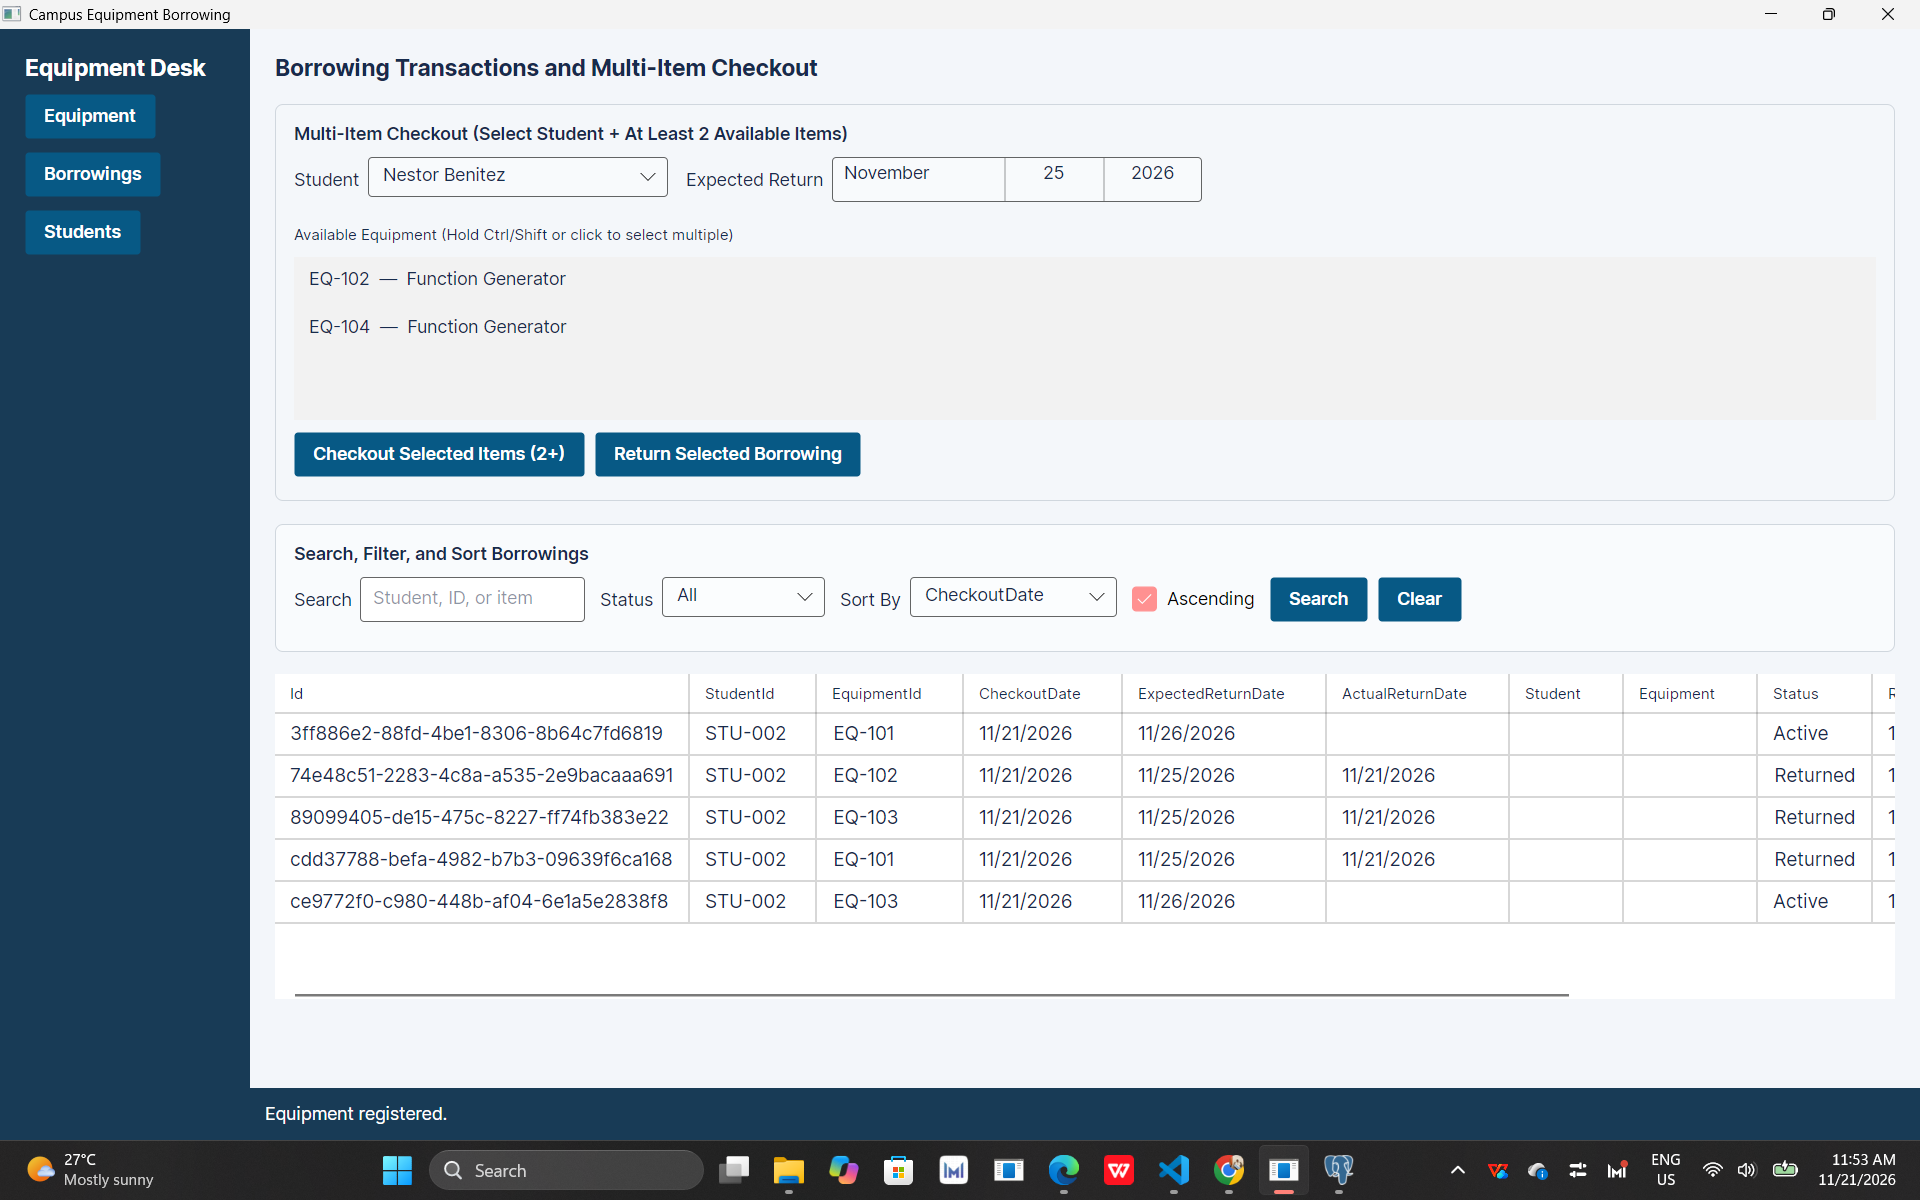 Campus Equipment Borrowing
Equipment Desk
Equipment
Borrowings
Students
Borrowing Transactions and Multi-Item Checkout
Multi-Item Checkout (Select Student + At Least 2 Available Items)
Student Nestor Benitez Expected Return November 25 2026
Available Equipment (Hold Ctrl/Shift or click to select multiple)
EQ-102 — Function Generator
EQ-104 — Function Generator
Checkout Selected Items (2+) Return Selected Borrowing
Search, Filter, and Sort Borrowings
Search Student, ID, or item Status All Sort By CheckoutDate Ascending Search Clear
Id StudentId EquipmentId CheckoutDate ExpectedReturnDate ActualReturnDate Student Equipment Status
3ff886e2-88fd-4be1-8306-8b64c7fd6819 STU-002 EQ-101 11/21/2026 11/26/2026 Active
74e48c51-2283-4c8a-a535-2e9bacaaa691 STU-002 EQ-102 11/21/2026 11/25/2026 11/21/2026 Returned
89099405-de15-475c-8227-ff74fb383e22 STU-002 EQ-103 11/21/2026 11/25/2026 11/21/2026 Returned
cdd37788-befa-4982-b7b3-09639f6ca168 STU-002 EQ-101 11/21/2026 11/25/2026 11/21/2026 Returned
ce9772f0-c980-448b-af04-6e1a5e2838f8 STU-002 EQ-103 11/21/2026 11/26/2026 Active
Equipment registered.
27°C
Mostly sunny
Search
ENG
US
11:53 AM
11/21/2026